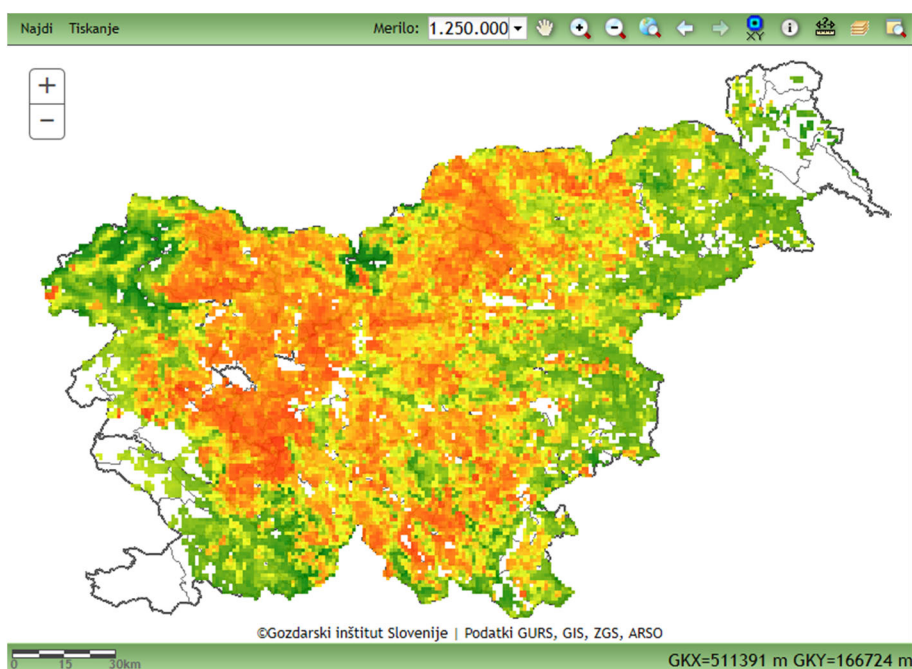 Najdi Tiskanje Merilo: 1.250.000 XY
+
−
©Gozdarski inštitut Slovenije | Podatki GURS, GIS, ZGS, ARSO
0 15 30km GKX=511391 m GKY=166724 m